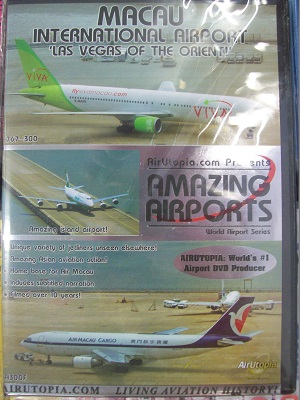 MACAU
INTERNATIONAL AIRPORT
'LAS VEGAS OF THE ORIENT!'
VIVA
flyvivamacau.com
VIVA
767-300
AirUtopia.com Presents
AMAZING
AIRPORTS
World Airport Series
Amazing island airport!
Unique variety of jetliners unseen elsewhere!
Amazing Asian aviation action!
Home base for Air Macau
Includes subtitled narration
Filmed over 10 years!
AIRUTOPIA: World's #1
Airport DVD Producer
AIR MACAU CARGO
AirUtopia
A300F
AIRUTOPIA.COM LIVING AVIATION HISTORY!